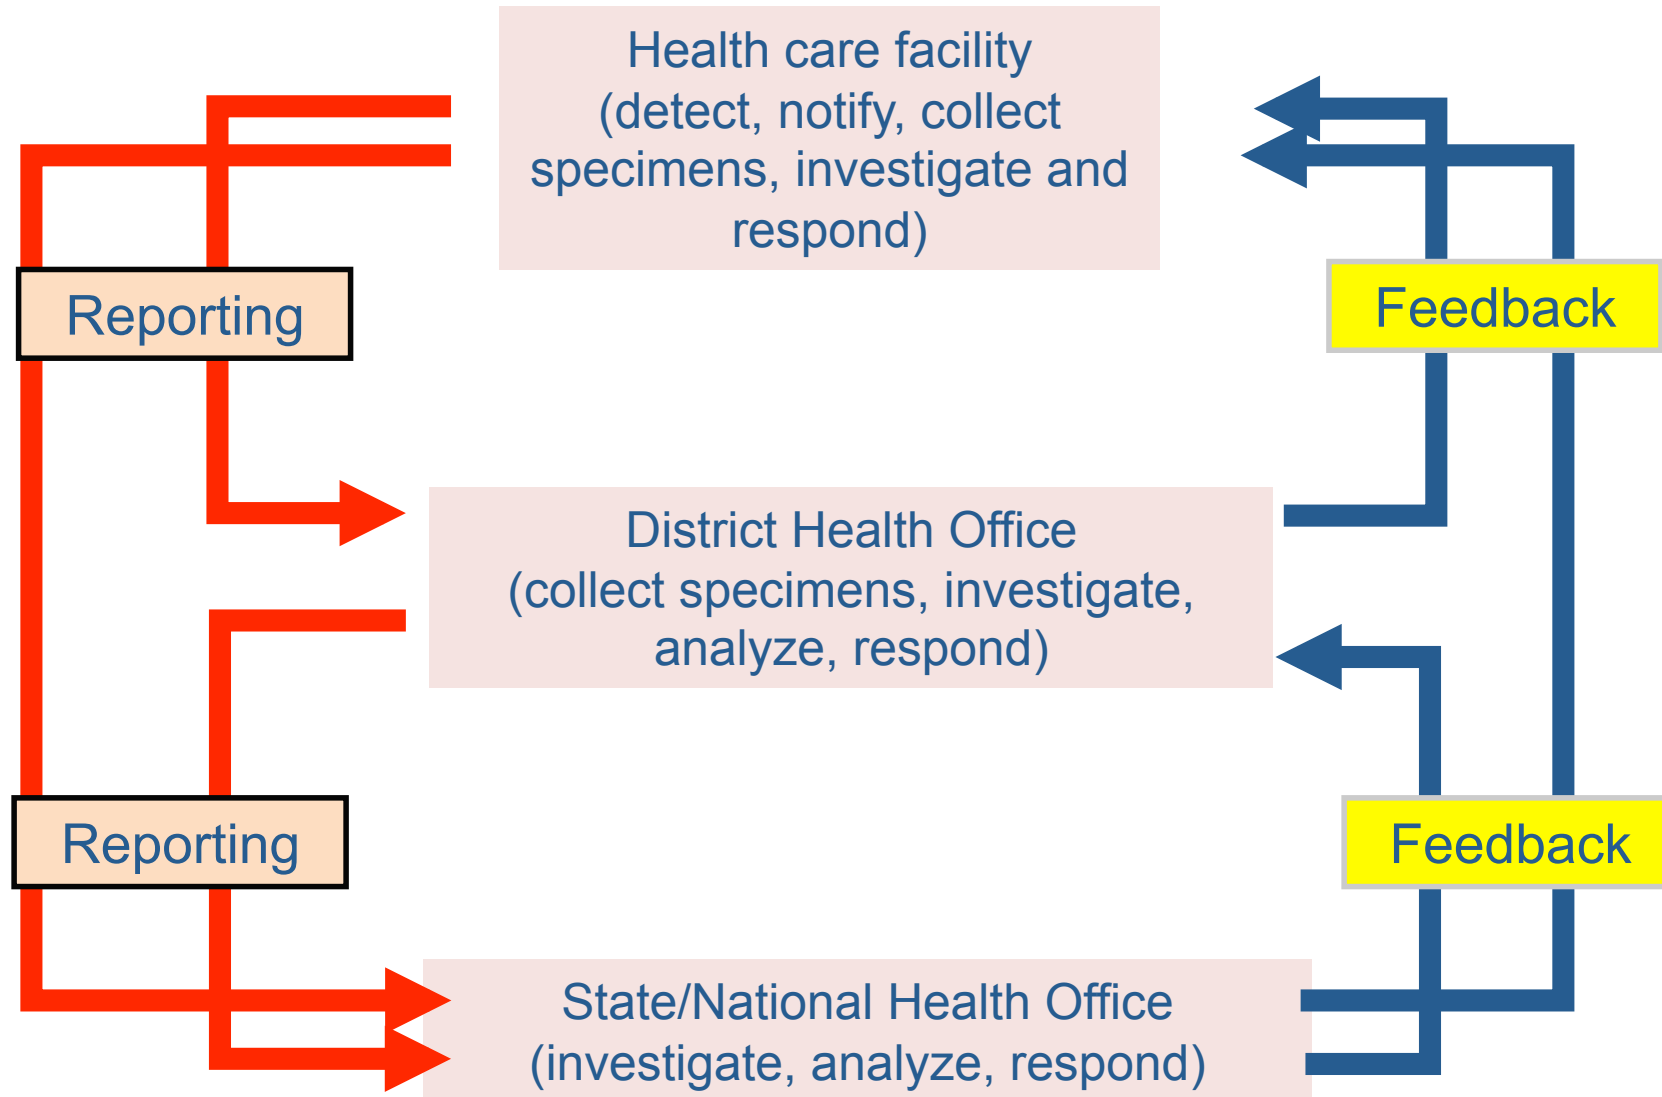 Health care facility
(detect, notify, collect
specimens, investigate and
respond)
Reporting
Feedback
District Health Office
(collect specimens, investigate,
analyze, respond)
Reporting
Feedback
State/National Health Office
(investigate, analyze, respond)